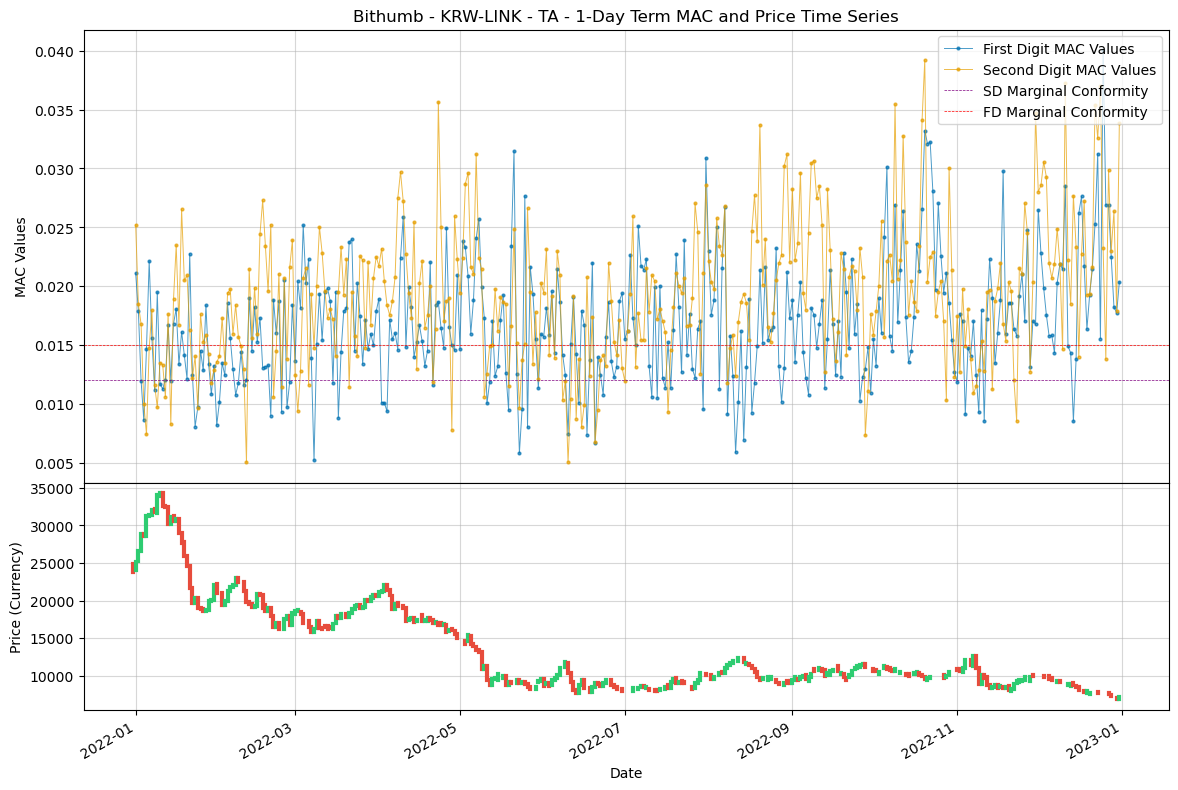 Bithumb - KRW-LINK - TA - 1-Day Term MAC and Price Time Series
First Digit MAC Values
Second Digit MAC Values
SD Marginal Conformity
FD Marginal Conformity
MAC Values
0.040
0.035
0.030
0.025
0.020
0.015
0.010
0.005
Price (Currency)
35000
30000
25000
20000
15000
10000
2022-01
2022-03
2022-05
2022-07
2022-09
2022-11
2023-01
Date